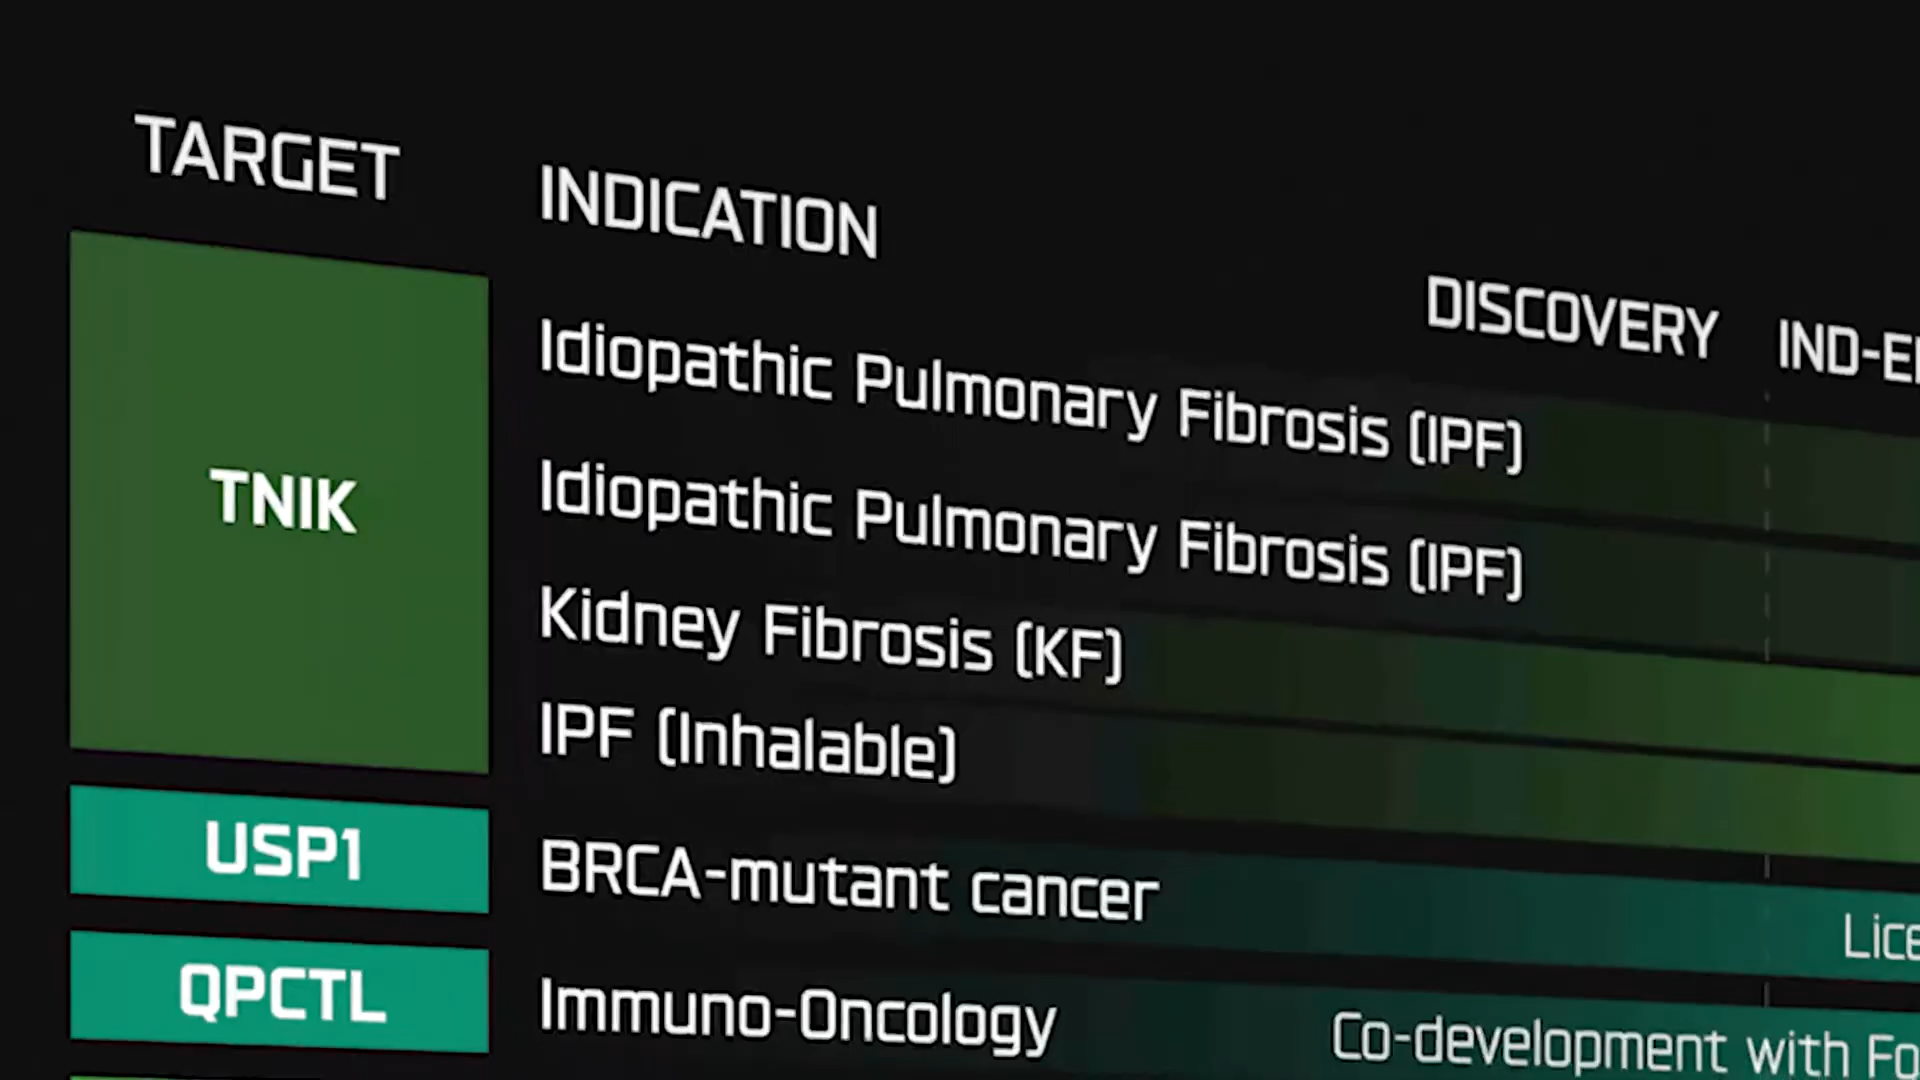 TARGET
INDICATION
DISCOVERY
TNIK
Idiopathic Pulmonary Fibrosis (IPF)
Idiopathic Pulmonary Fibrosis (IPF)
Kidney Fibrosis (KF)
IPF (Inhalable)
USP1
BRCA-mutant cancer
QPCTL
Immuno-Oncology
Co-development with